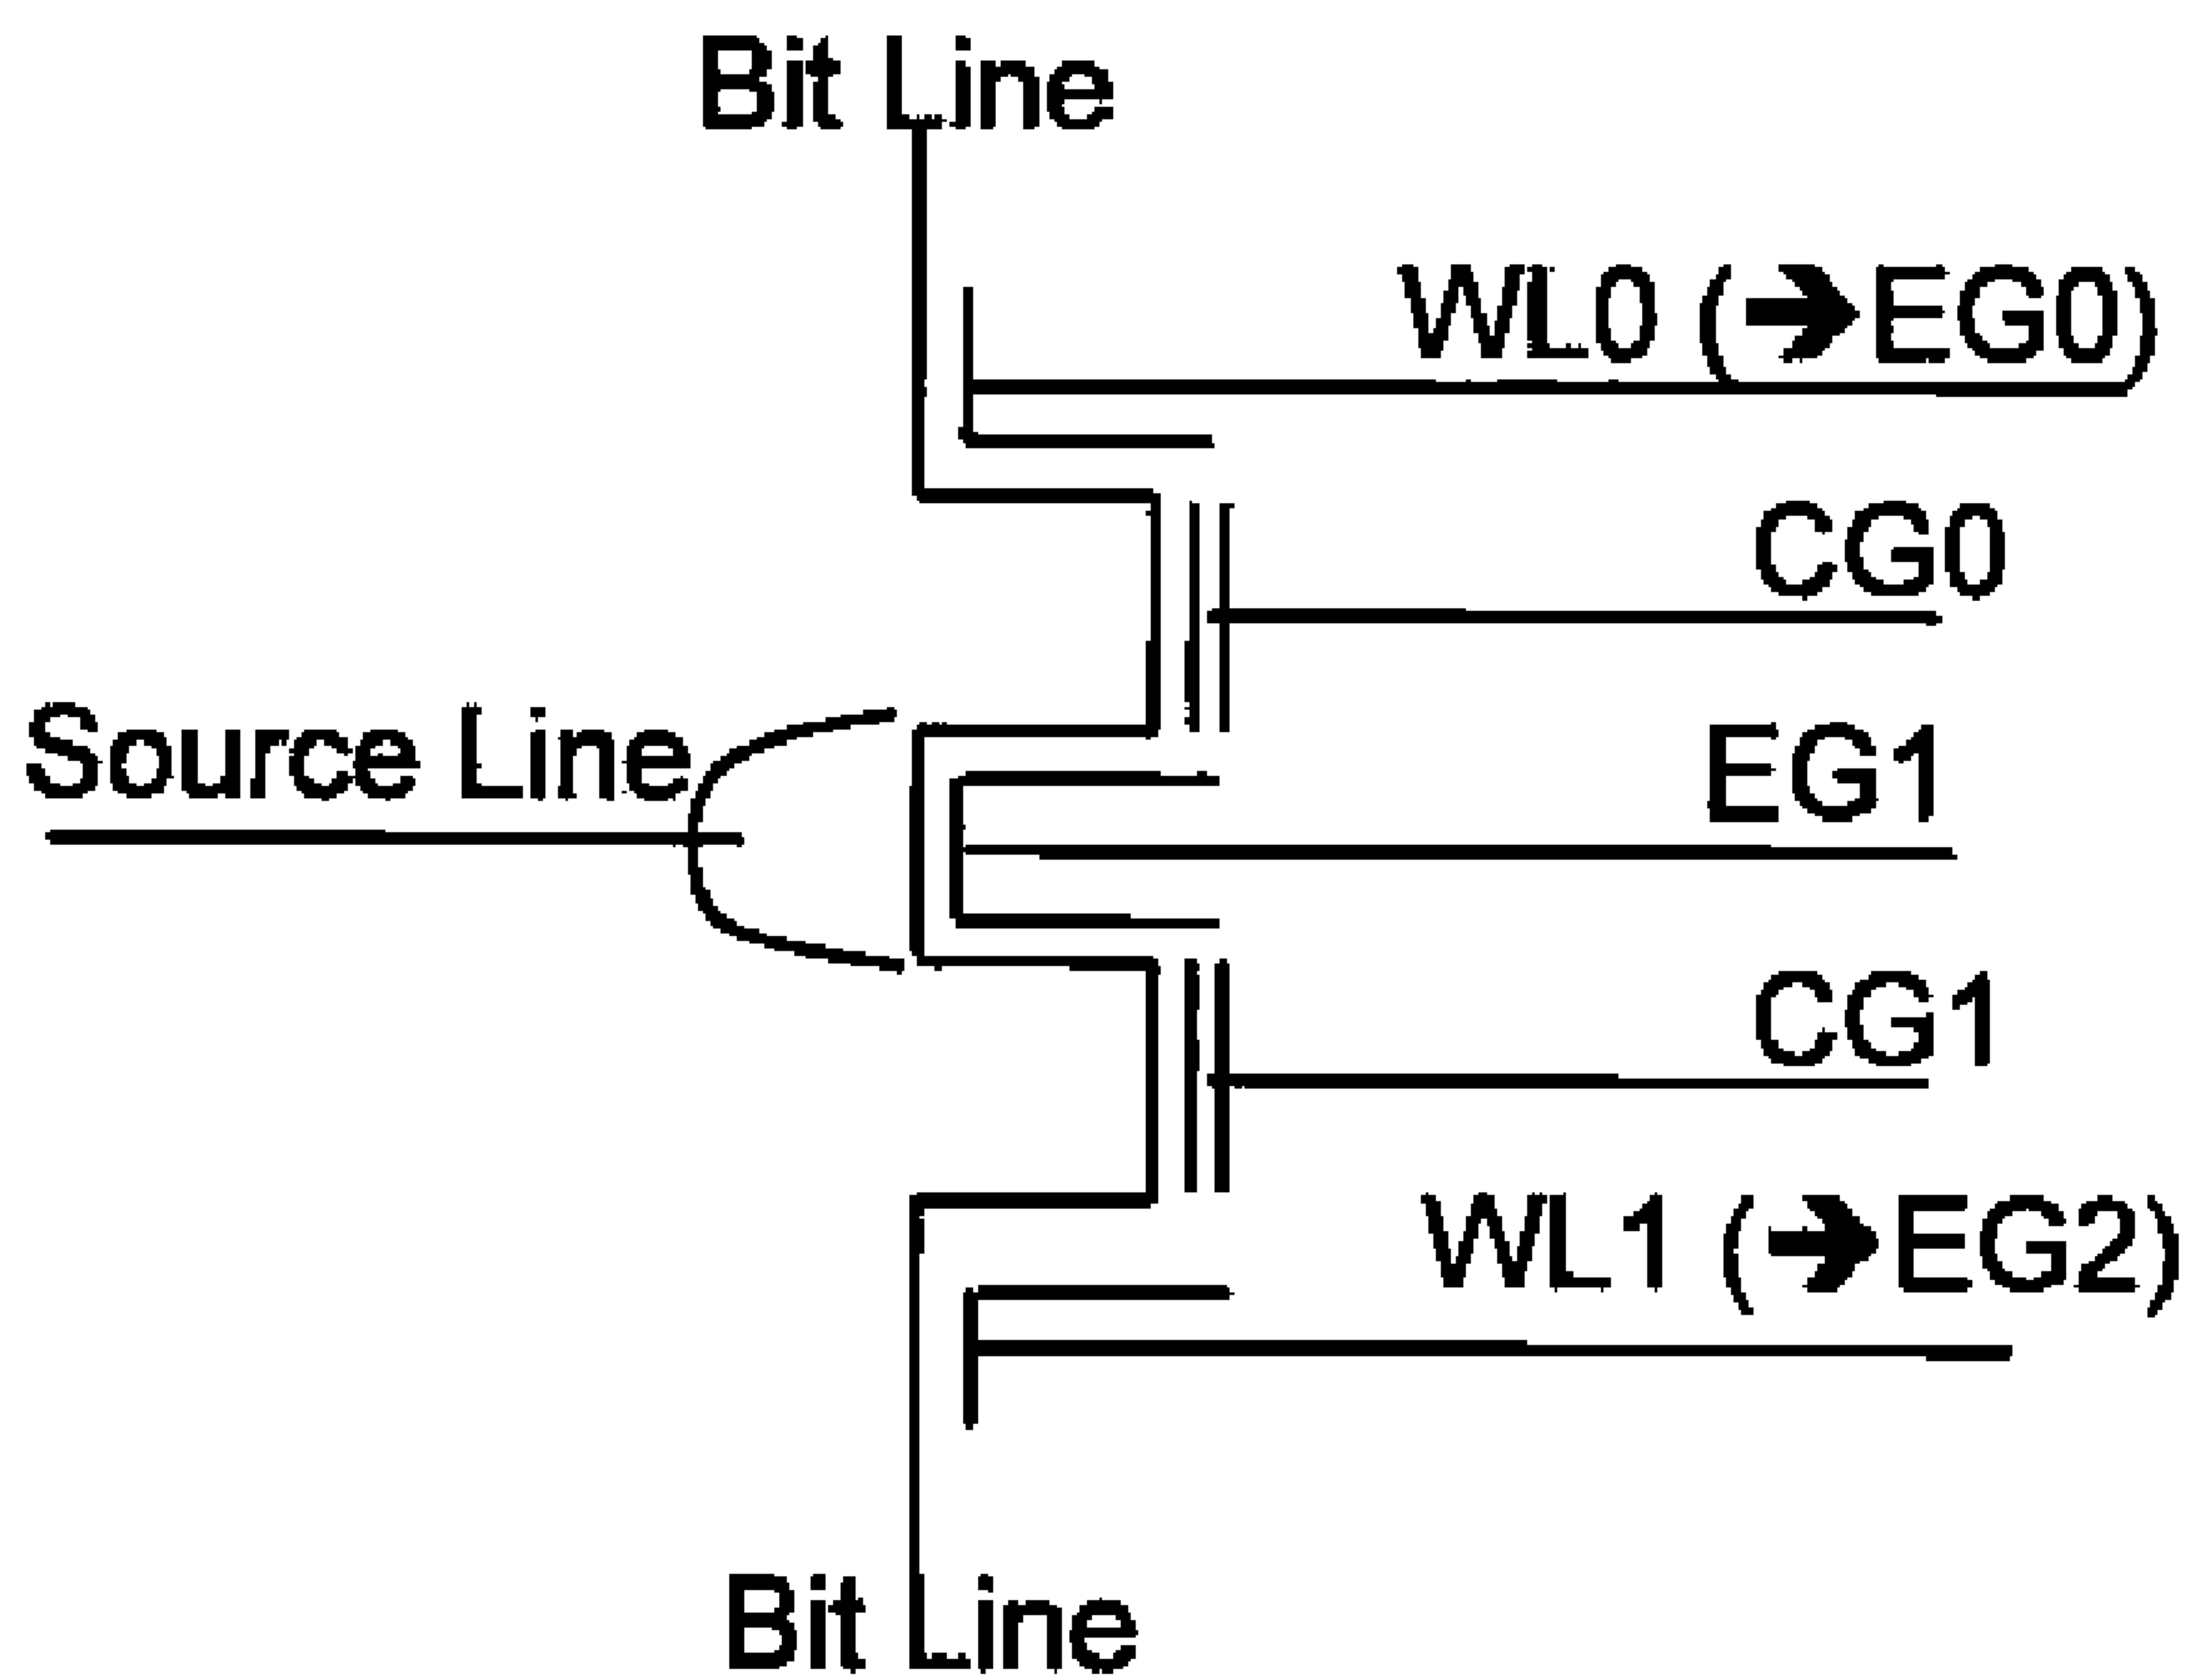 Bit Line
WL0 (➔EG0)
CG0
Source Line
EG1
CG1
WL1 (➔EG2)
Bit Line